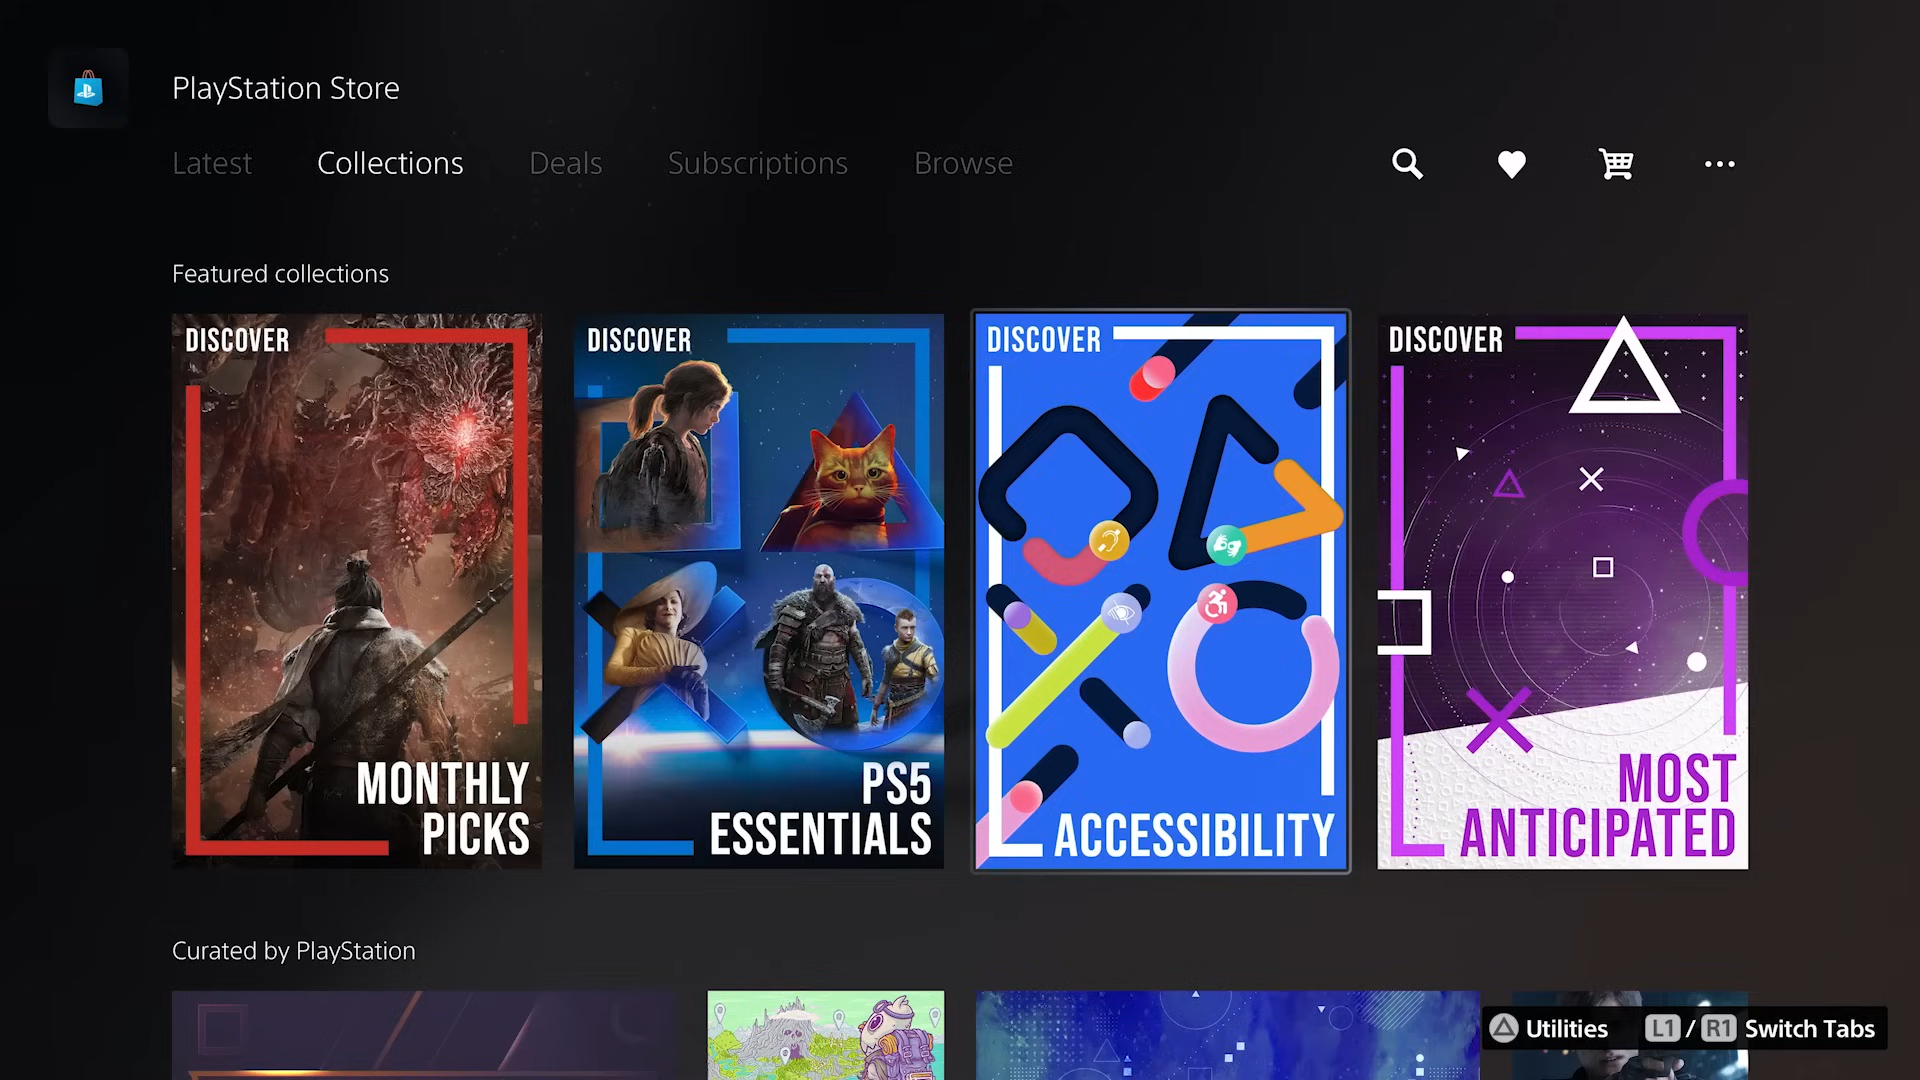 PlayStation Store
Latest Collections Deals Subscriptions Browse
Featured collections
DISCOVER
MONTHLY
PICKS
DISCOVER
PS5
ESSENTIALS
DISCOVER
ACCESSIBILITY
DISCOVER
MOST
ANTICIPATED
Curated by PlayStation
Utilities L1 / R1 Switch Tabs